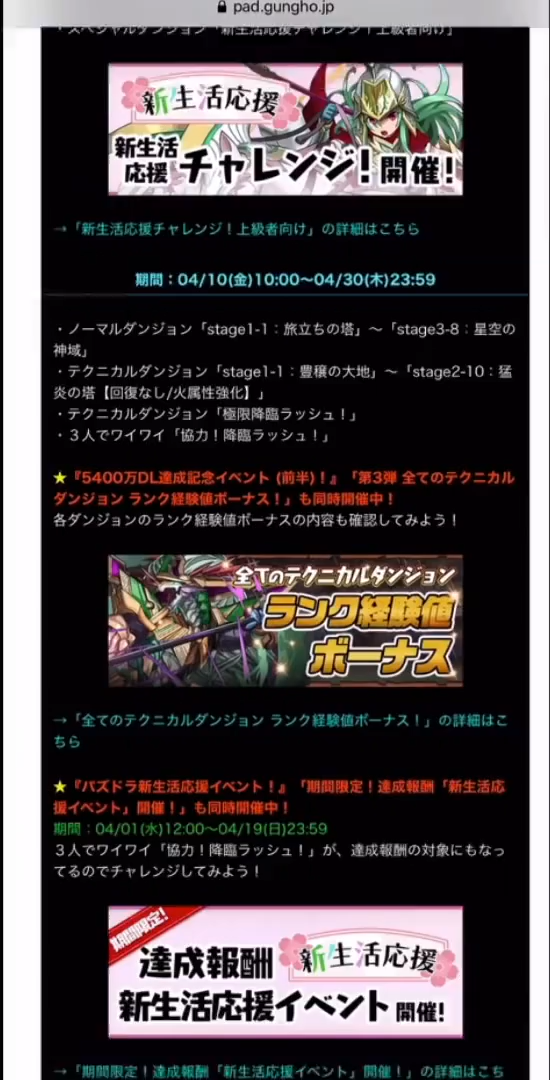 pad.gungho.jp
・スペシャルダンジョン「新生活応援チャレンジ！上級者向け」
新生活応援
新生活
応援 チャレンジ！開催！
→「新生活応援チャレンジ！上級者向け」の詳細はこちら
期間：04/10(金)10:00〜04/30(木)23:59
・ノーマルダンジョン「stage1-1：旅立ちの塔」〜「stage3-8：星空の
神域」
・テクニカルダンジョン「stage1-1：豊穣の大地」〜「stage2-10：猛
炎の塔【回復なし/火属性強化】」
・テクニカルダンジョン「極限降臨ラッシュ！」
・３人でワイワイ「協力！降臨ラッシュ！」
★『5400万DL達成記念イベント (前半)！』「第3弾 全てのテクニカル
ダンジョン ランク経験値ボーナス！」も同時開催中！
各ダンジョンのランク経験値ボーナスの内容も確認してみよう！
全てのテクニカルダンジョン
ランク経験値
ボーナス
→「全てのテクニカルダンジョン ランク経験値ボーナス！」の詳細はこ
ちら
★『パズドラ新生活応援イベント！』「期間限定！達成報酬「新生活応
援イベント」開催！」も同時開催中！
期間：04/01(水)12:00〜04/19(日)23:59
３人でワイワイ「協力！降臨ラッシュ！」が、達成報酬の対象にもなっ
てるのでチャレンジしてみよう！
期間限定！
達成報酬 新生活応援
新生活応援イベント 開催！
→「期間限定！達成報酬「新生活応援イベント」開催！」の詳細はこち